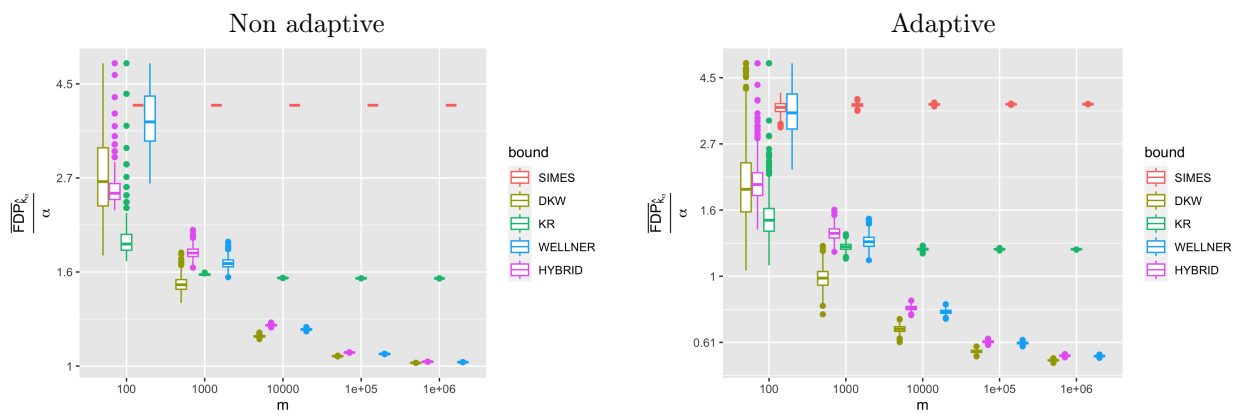 Non adaptive
4.5
2.7
1.6
1
FDP k̂α
α
100
1000
10000
1e+05
1e+06
m
bound
SIMES
DKW
KR
WELLNER
HYBRID
Adaptive
4.5
2.7
1.6
1
0.61
FDP k̂α
α
100
1000
10000
1e+05
1e+06
m
bound
SIMES
DKW
KR
WELLNER
HYBRID